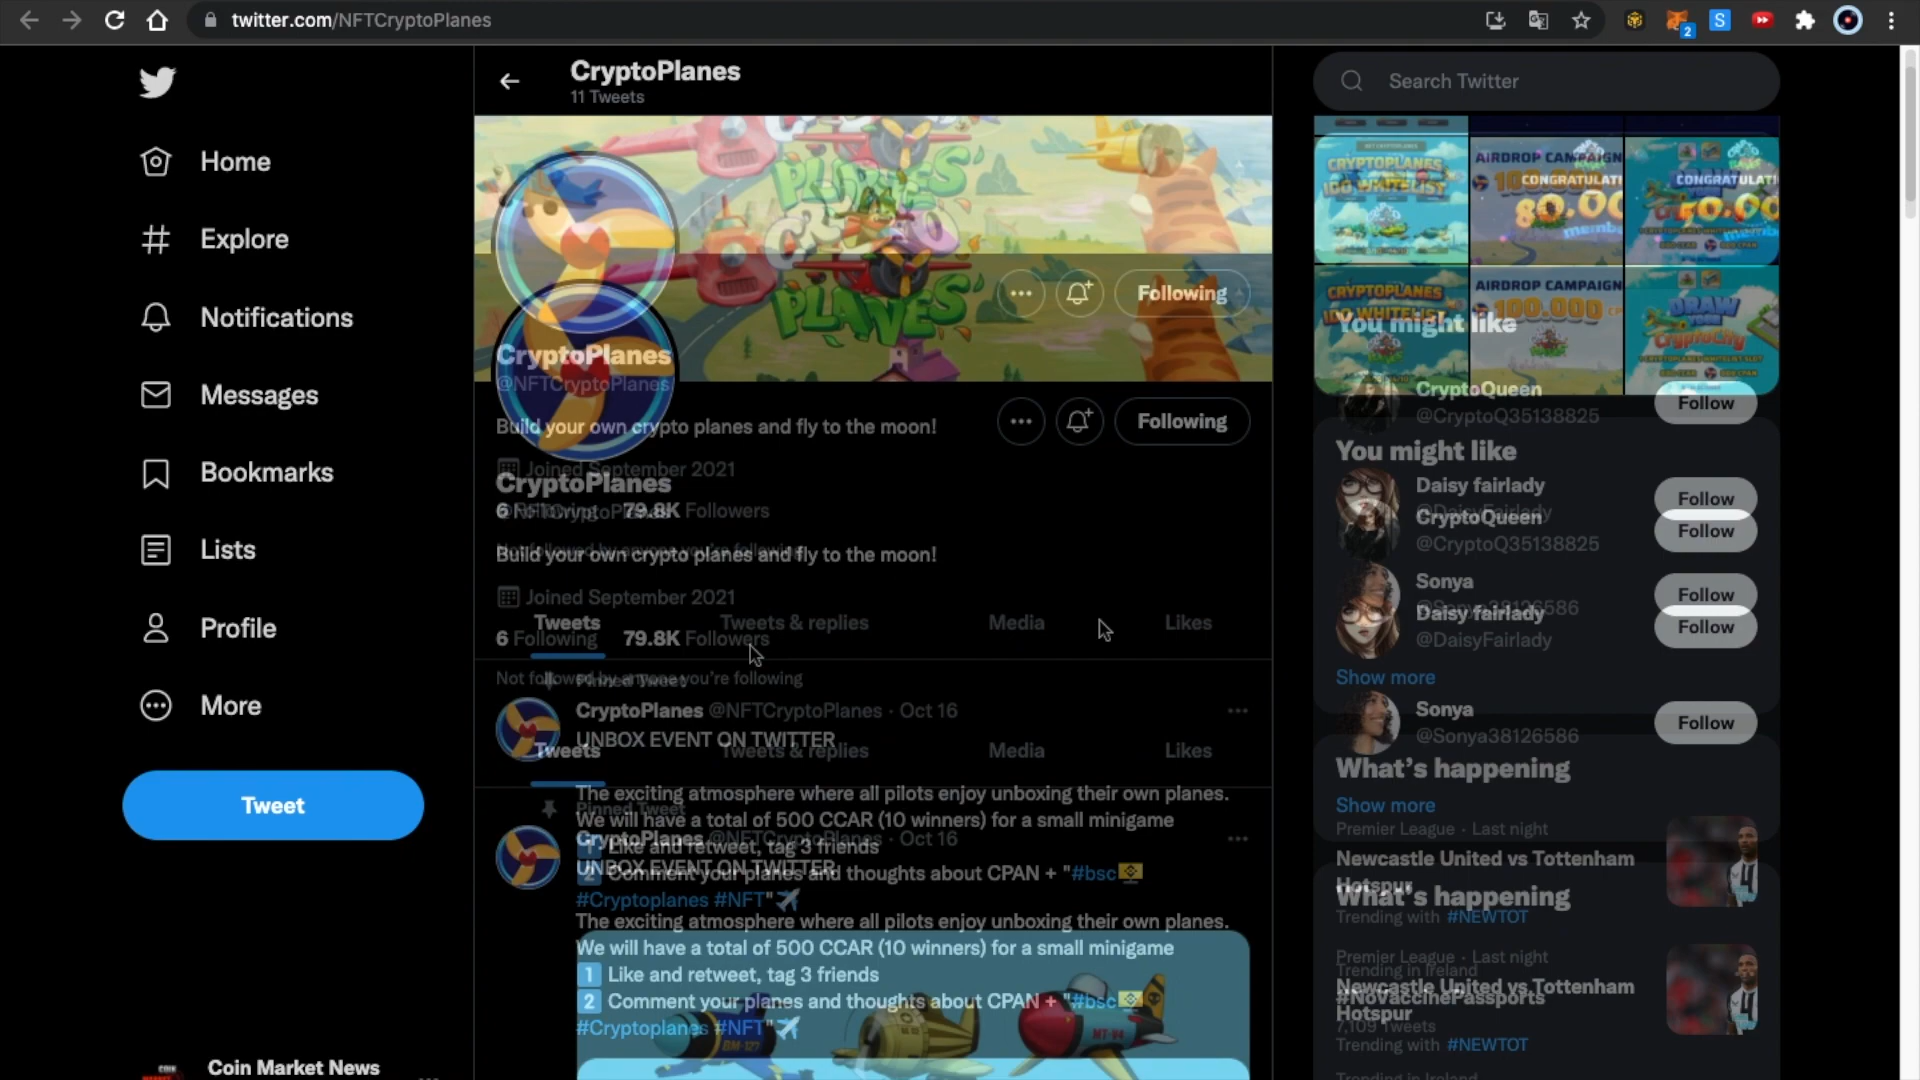 twitter.com/NFTCryptoPlanes
2
S
CryptoPlanes
11 Tweets
Search Twitter
Home
Explore
Notifications
Messages
Bookmarks
Lists
Profile
More
Tweet
Coin Market News
Following
CryptoPlanes
@NFTCryptoPlanes
Build your own crypto planes and fly to the moon!
Following
Joined September 2021
CryptoPlanes
6 Following 79.8K Followers
Build your own crypto planes and fly to the moon!
Joined September 2021
Tweets Tweets & replies Media Likes
6 Following 79.8K Followers
Not followed by anyone you're following
Pinned Tweet
CryptoPlanes @NFTCryptoPlanes · Oct 16
UNBOX EVENT ON TWITTER
Tweets Tweets & replies Media Likes
The exciting atmosphere where all pilots enjoy unboxing their own planes.
Pinned Tweet
We will have a total of 500 CCAR (10 winners) for a small minigame
CryptoPlanes @NFTCryptoPlanes · Oct 16
1 Like and retweet, tag 3 friends
UNBOX EVENT ON TWITTER
2 Comment your planes and thoughts about CPAN + "#bsc
#Cryptoplanes #NFT"
The exciting atmosphere where all pilots enjoy unboxing their own planes.
We will have a total of 500 CCAR (10 winners) for a small minigame
1 Like and retweet, tag 3 friends
2 Comment your planes and thoughts about CPAN + "#bsc
#Cryptoplanes #NFT"
BM-127
MT-V4
CRYPTOPLANES
100 WHITELIST
AIRDROP CAMPAIGN
CONGRATULATI
80.00
CONGRATULATI
CRYPTOPLANES
AIRDROP CAMPAIGN
100.000
DRAW
You might like
CryptoQueen
@CryptoQ35138825
Follow
You might like
Daisy fairlady
Follow
CryptoQueen
@CryptoQ35138825
Follow
Sonya
Follow
Daisy fairlady
@DaisyFairlady
Follow
Show more
Sonya
@Sonya38126586
Follow
What's happening
Show more
Premier League · Last night
Newcastle United vs Tottenham
Hotspur
What's happening
Trending with #NEWTOT
Premier League · Last night
Trending in Ireland
Newcastle United vs Tottenham
#NoVaccinePassports
Hotspur
7,109 Tweets
Trending with #NEWTOT
Trending in Ireland